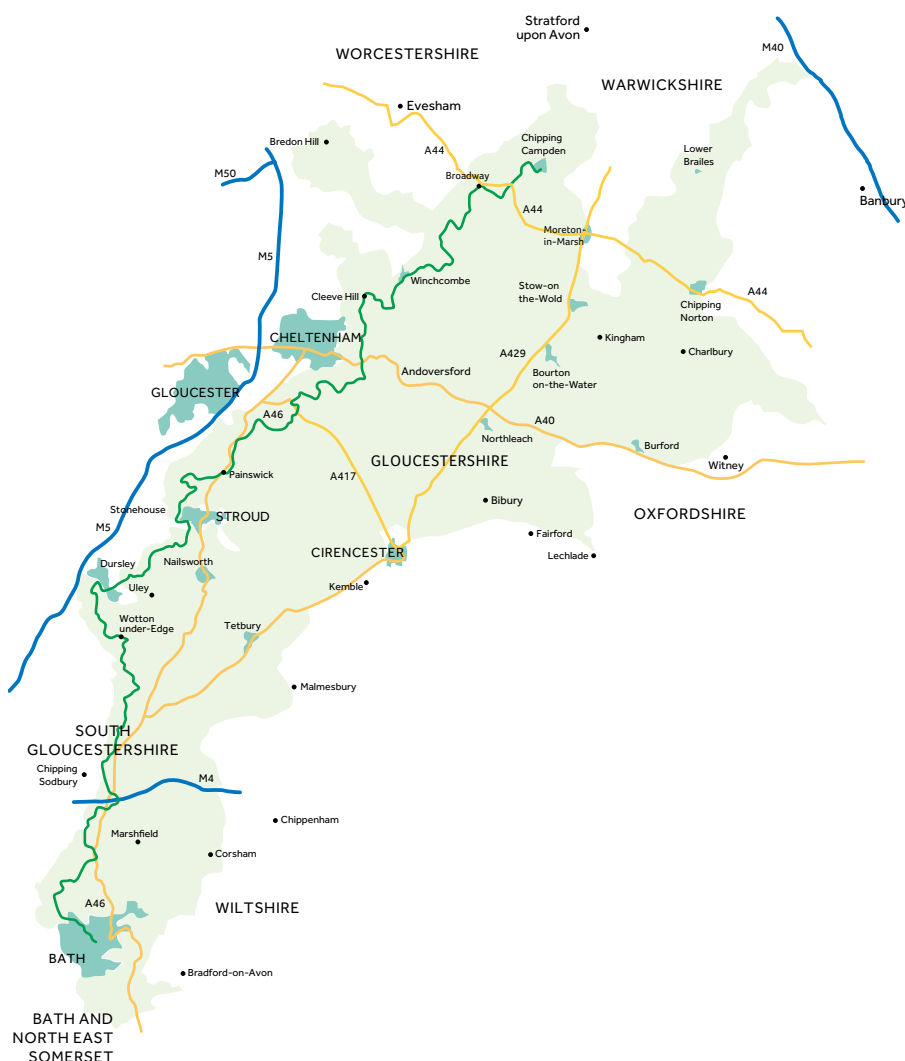 Stratford
upon Avon
M40
WORCESTERSHIRE
WARWICKSHIRE
Evesham
Bredon Hill
A44
Chipping
Campden
Lower
Brailes
M50
Broadway
Banbury
A44
Moreton-
in-Marsh
M5
Winchcombe
Stow-on
the-Wold
A44
Cleeve Hill
Chipping
Norton
CHELTENHAM
Kingham
A429
Charlbury
Andoversford
Bourton
on-the-Water
GLOUCESTER
A46
A40
Northleach
Burford
GLOUCESTERSHIRE
Witney
Painswick
A417
Bibury
Stonehouse
STROUD
OXFORDSHIRE
M5
Fairford
CIRENCESTER
Lechlade
Dursley
Nailsworth
Uley
Kemble
Wotton
under-Edge
Tetbury
Malmesbury
SOUTH
GLOUCESTERSHIRE
Chipping
Sodbury
M4
Chippenham
Marshfield
Corsham
A46
WILTSHIRE
BATH
Bradford-on-Avon
BATH AND
NORTH EAST
SOMERSET